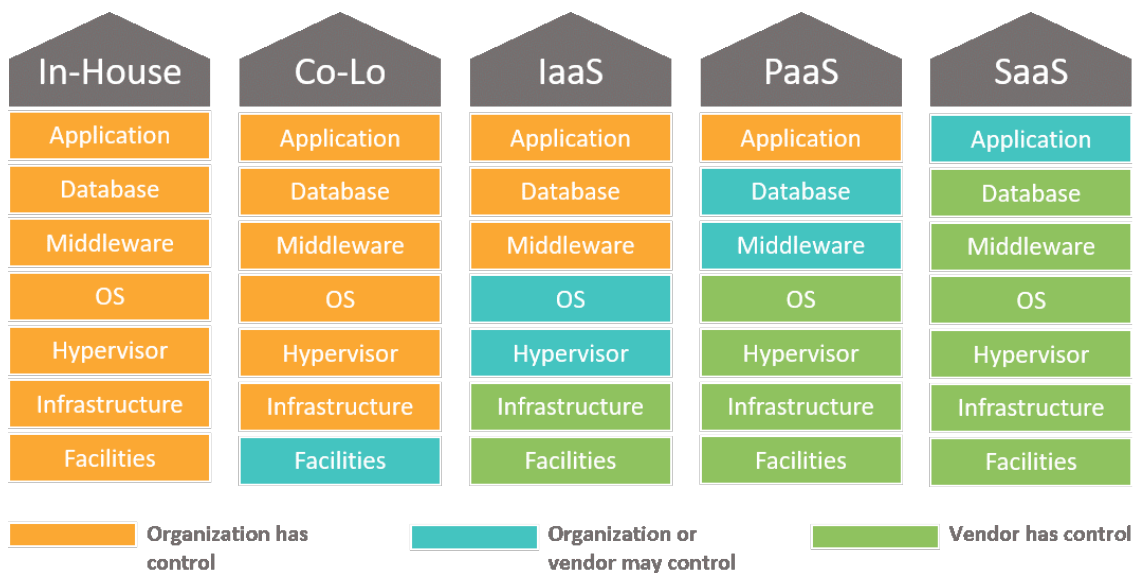 In-House
Application
Database
Middleware
OS
Hypervisor
Infrastructure
Facilities
Co-Lo
Application
Database
Middleware
OS
Hypervisor
Infrastructure
Facilities
IaaS
Application
Database
Middleware
OS
Hypervisor
Infrastructure
Facilities
PaaS
Application
Database
Middleware
OS
Hypervisor
Infrastructure
Facilities
SaaS
Application
Database
Middleware
OS
Hypervisor
Infrastructure
Facilities
Organization has
control
Organization or
vendor may control
Vendor has control